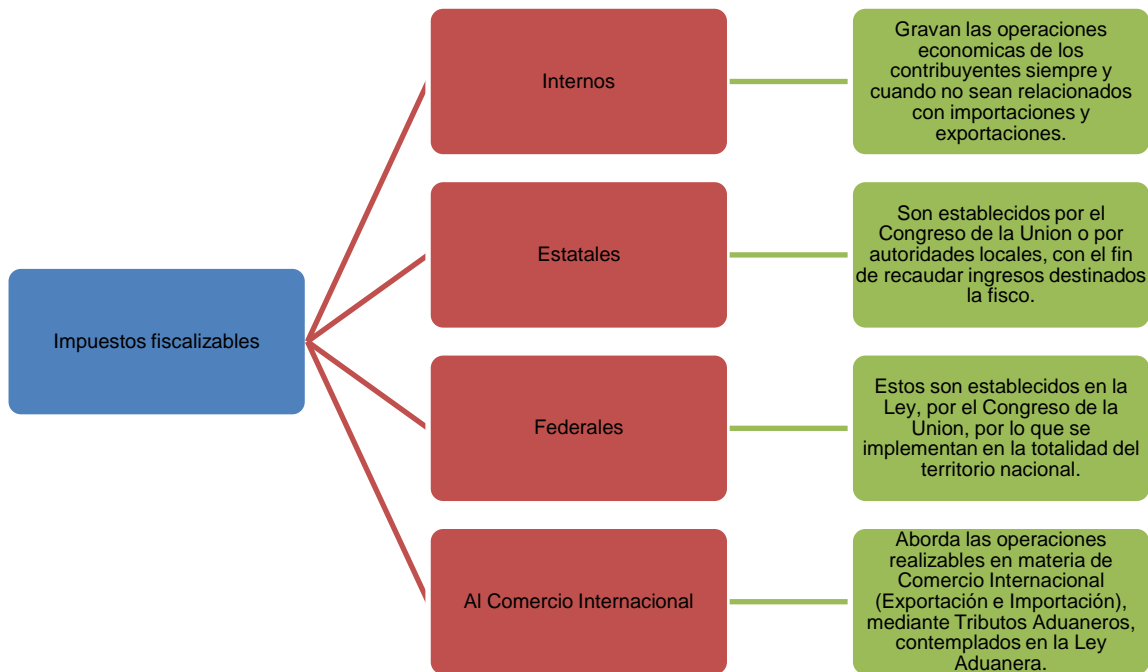 Impuestos fiscalizables
Internos
Gravan las operaciones
economicas de los
contribuyentes siempre y
cuando no sean relacionados
con importaciones y
exportaciones.
Estatales
Son establecidos por el
Congreso de la Union o por
autoridades locales, con el fin
de recaudar ingresos destinados
la fisco.
Federales
Estos son establecidos en la
Ley, por el Congreso de la
Union, por lo que se
implementan en la totalidad del
territorio nacional.
Al Comercio Internacional
Aborda las operaciones
realizables en materia de
Comercio Internacional
(Exportación e Importación),
mediante Tributos Aduaneros,
contemplados en la Ley
Aduanera.